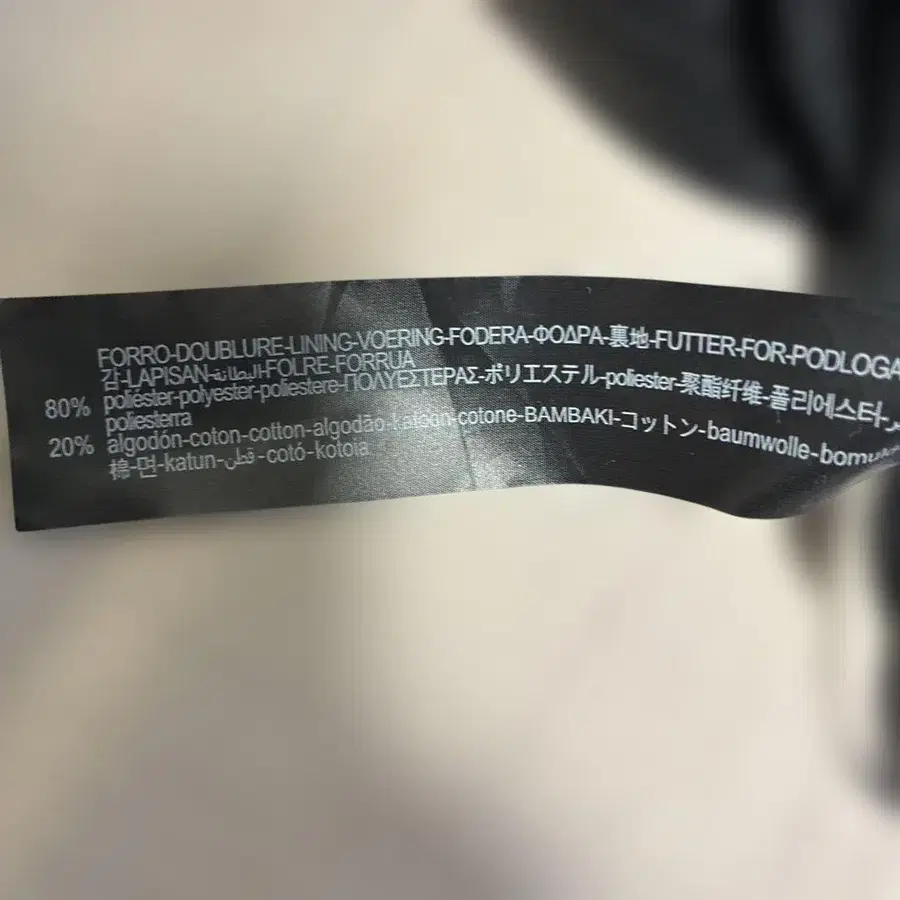 FORRO-DOUBLURE-LINING-VOERING-FODERA-ΦΟΔΡΑ-裏地-FUTTER-FOR-PODLOGA
감-LAPISAN-البطانة-FOLRE-FORRUA
80% poliéster-polyester-poliestere-ΠΟΛΥΕΣΤΕΡΑΣ-ポリエステル-poliester-聚酯纤维-폴리에스터-
poliesterra
20% algodón-coton-cotton-algodão-katoen-cotone-BAMBAKI-コットン-baumwolle-
棉-면-katun-قطن-cotó-kotoia